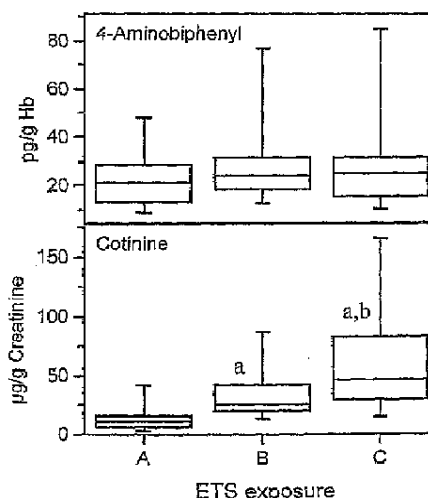 4-Aminobiphenyl
80
60
40
20
pg/g Hb
Cotinine
150
100
50
0
µg/g Creatinine
a
a,b
A B C
ETS exposure